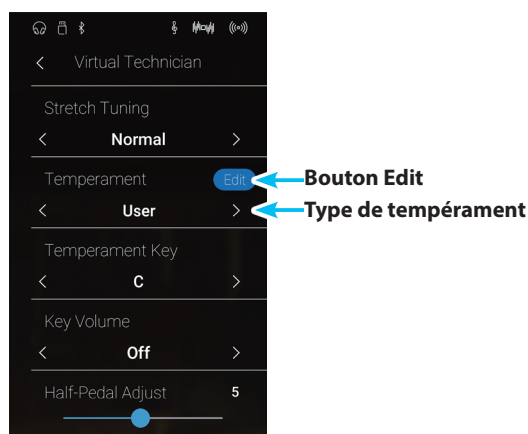 Virtual Technician
Stretch Tuning
Normal
Temperament Edit
User
Temperament Key
C
Key Volume
Off
Half-Pedal Adjust 5
Bouton Edit
Type de tempérament